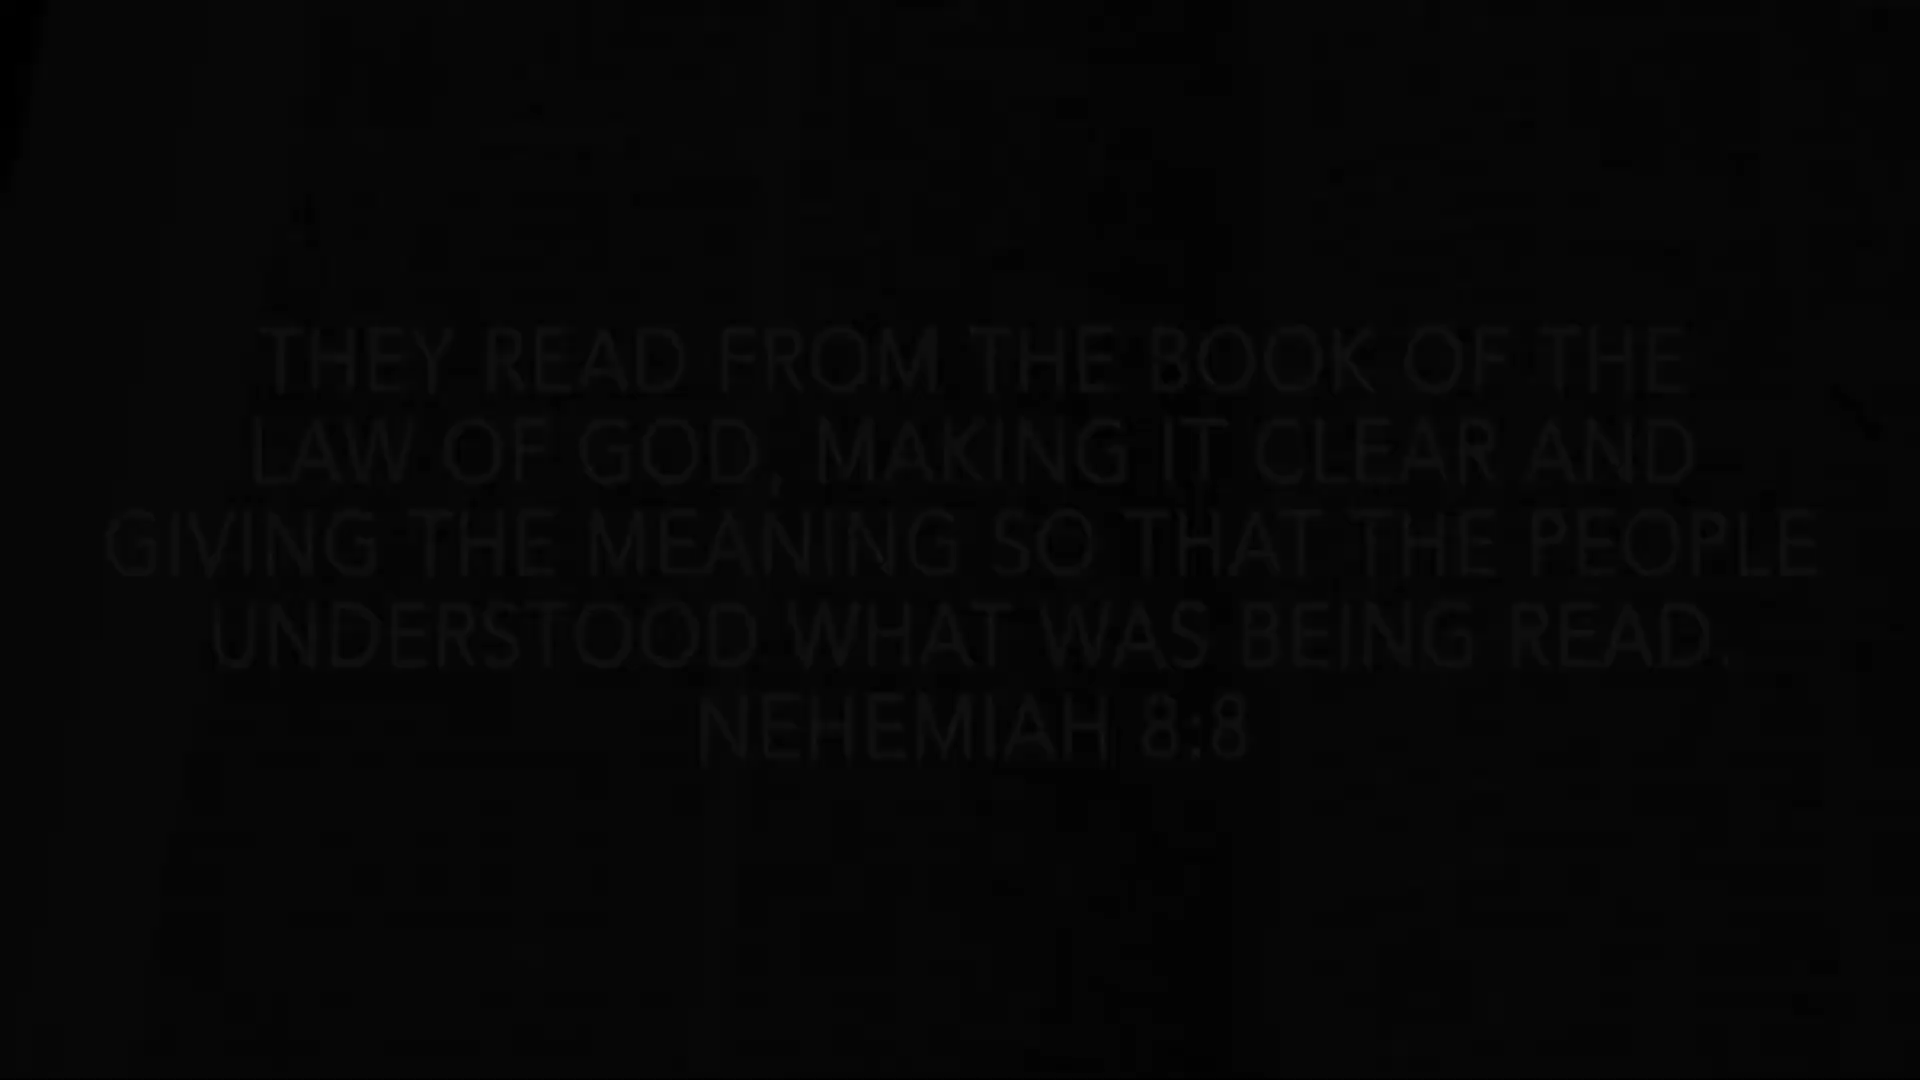 THEY READ FROM THE BOOK OF THE
LAW OF GOD, MAKING IT CLEAR AND
GIVING THE MEANING SO THAT THE PEOPLE
UNDERSTOOD WHAT WAS BEING READ.
NEHEMIAH 8:8